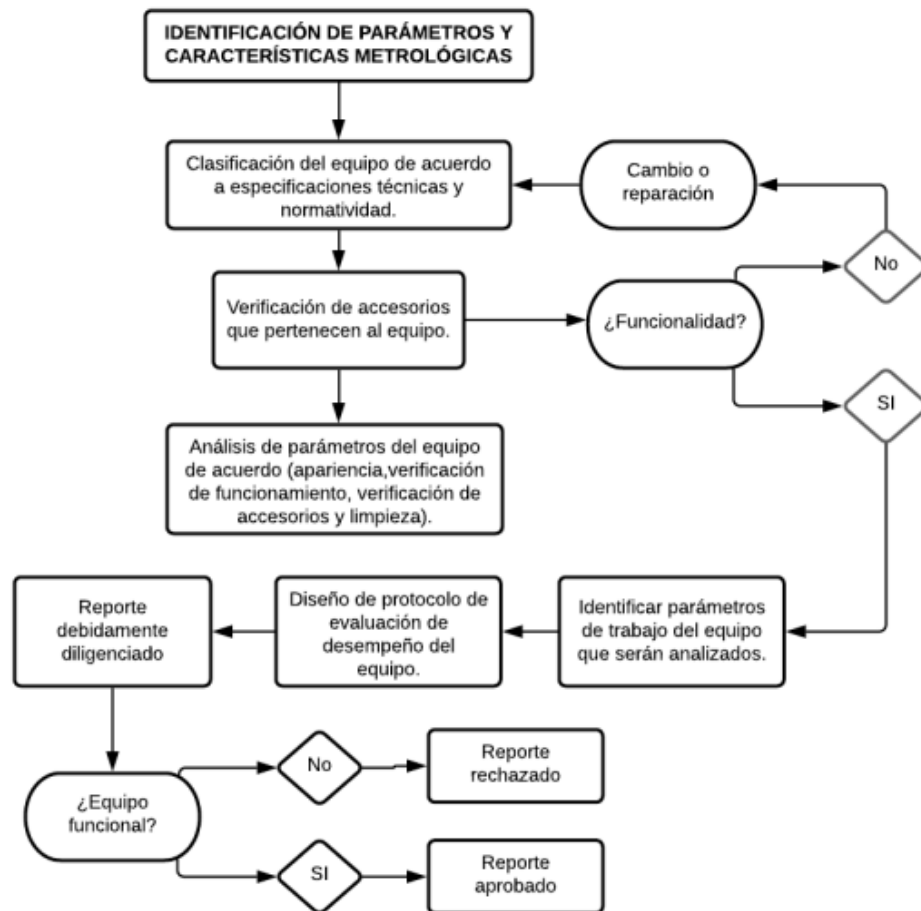 IDENTIFICACIÓN DE PARÁMETROS Y
CARACTERÍSTICAS METROLÓGICAS
Clasificación del equipo de acuerdo
a especificaciones técnicas y
normatividad.
Cambio o
reparación
No
Verificación de accesorios
que pertenecen al equipo.
¿Funcionalidad?
SI
Análisis de parámetros del equipo
de acuerdo (apariencia,verificación
de funcionamiento, verificación de
accesorios y limpieza).
Identificar parámetros
de trabajo del equipo
que serán analizados.
Diseño de protocolo de
evaluación de
desempeño del
equipo.
Reporte
debidamente
diligenciado
¿Equipo
funcional?
No
Reporte
rechazado
SI
Reporte
aprobado